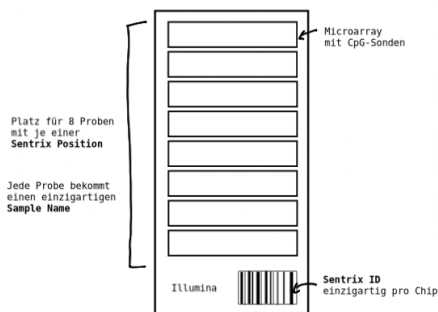 Microarray
mit CpG-Sonden
Platz für 8 Proben
mit je einer
Sentrix Position
Jede Probe bekommt
einen einzigartigen
Sample Name
Illumina
Sentrix ID
einzigartig pro Chip